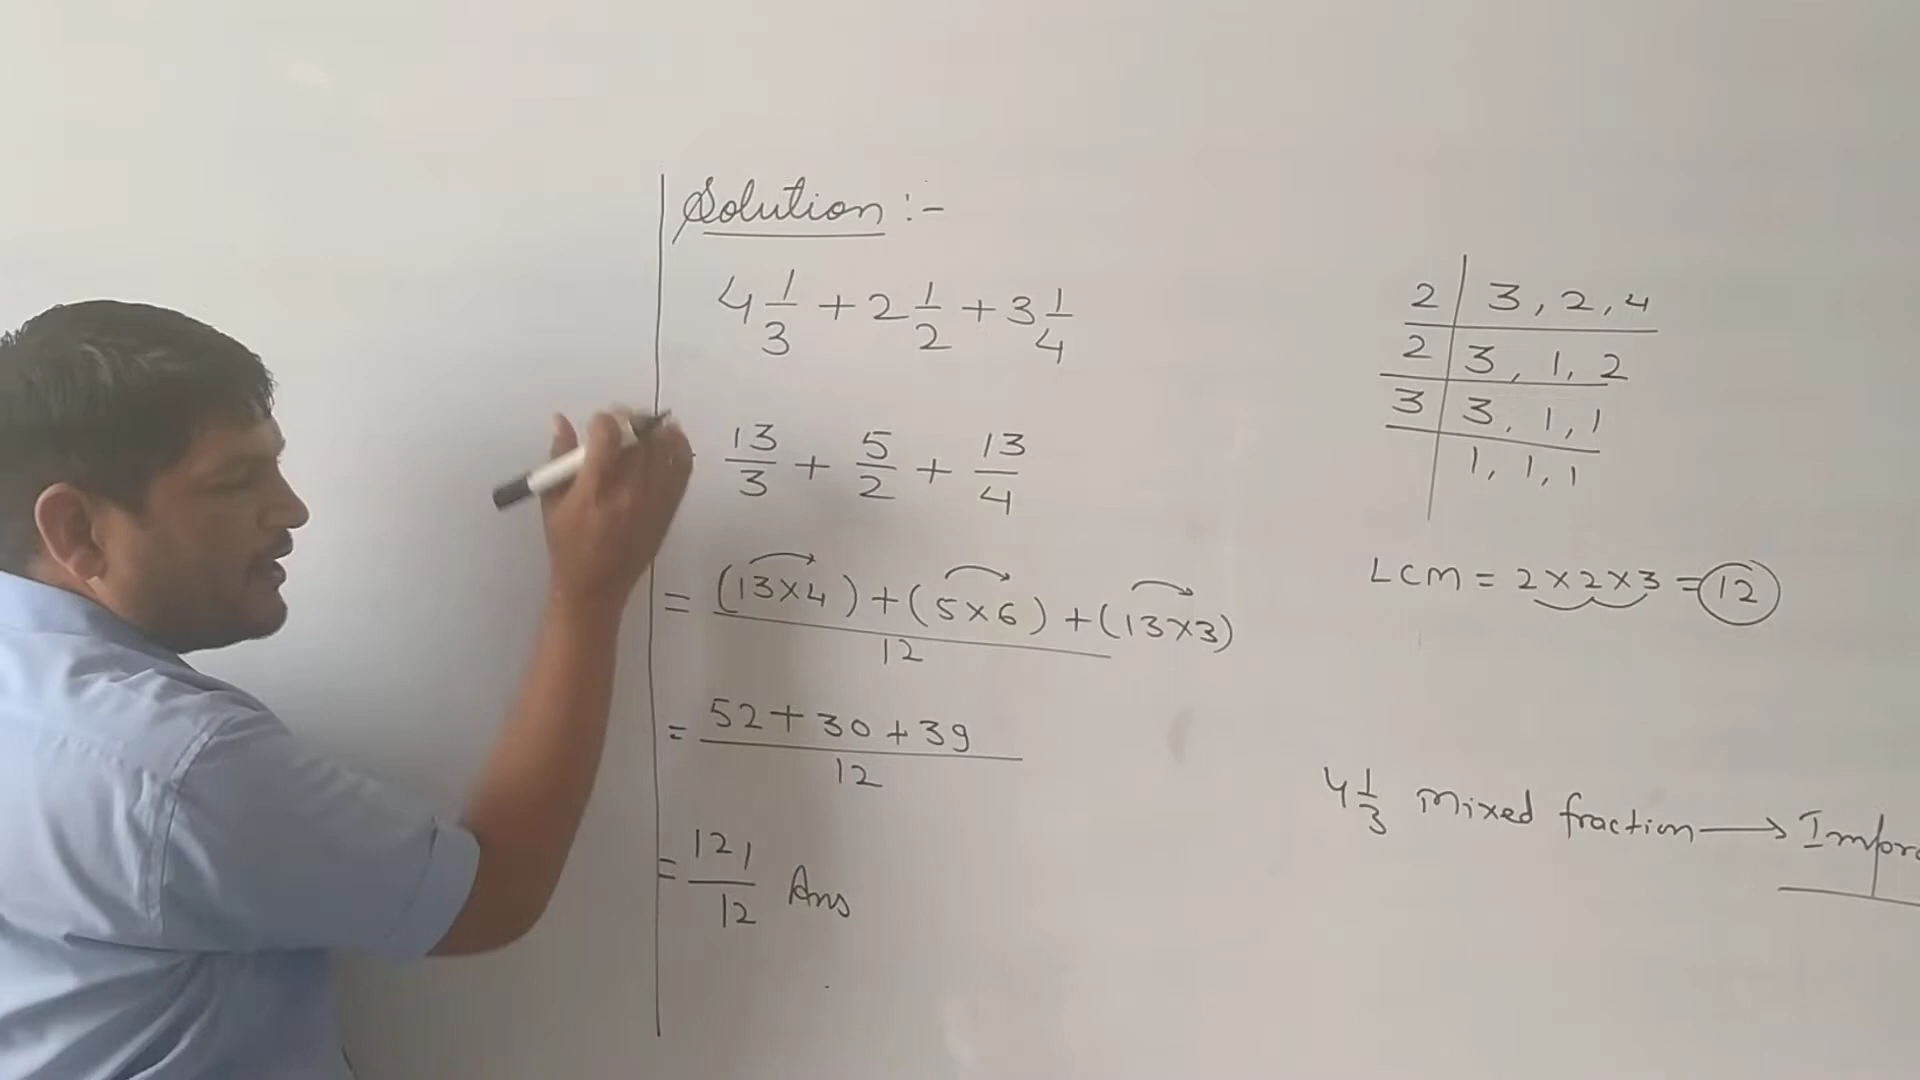 Solution :-
4 1/3 + 2 1/2 + 3 1/4
13/3 + 5/2 + 13/4
= (13×4) + (5×6) + (13×3) / 12
= 52 + 30 + 39 / 12
= 121/12 Ans
2 | 3, 2, 4
2 | 3, 1, 2
3 | 3, 1, 1
1, 1, 1
LCM = 2×2×3 = 12
4 1/3 Mixed fraction →